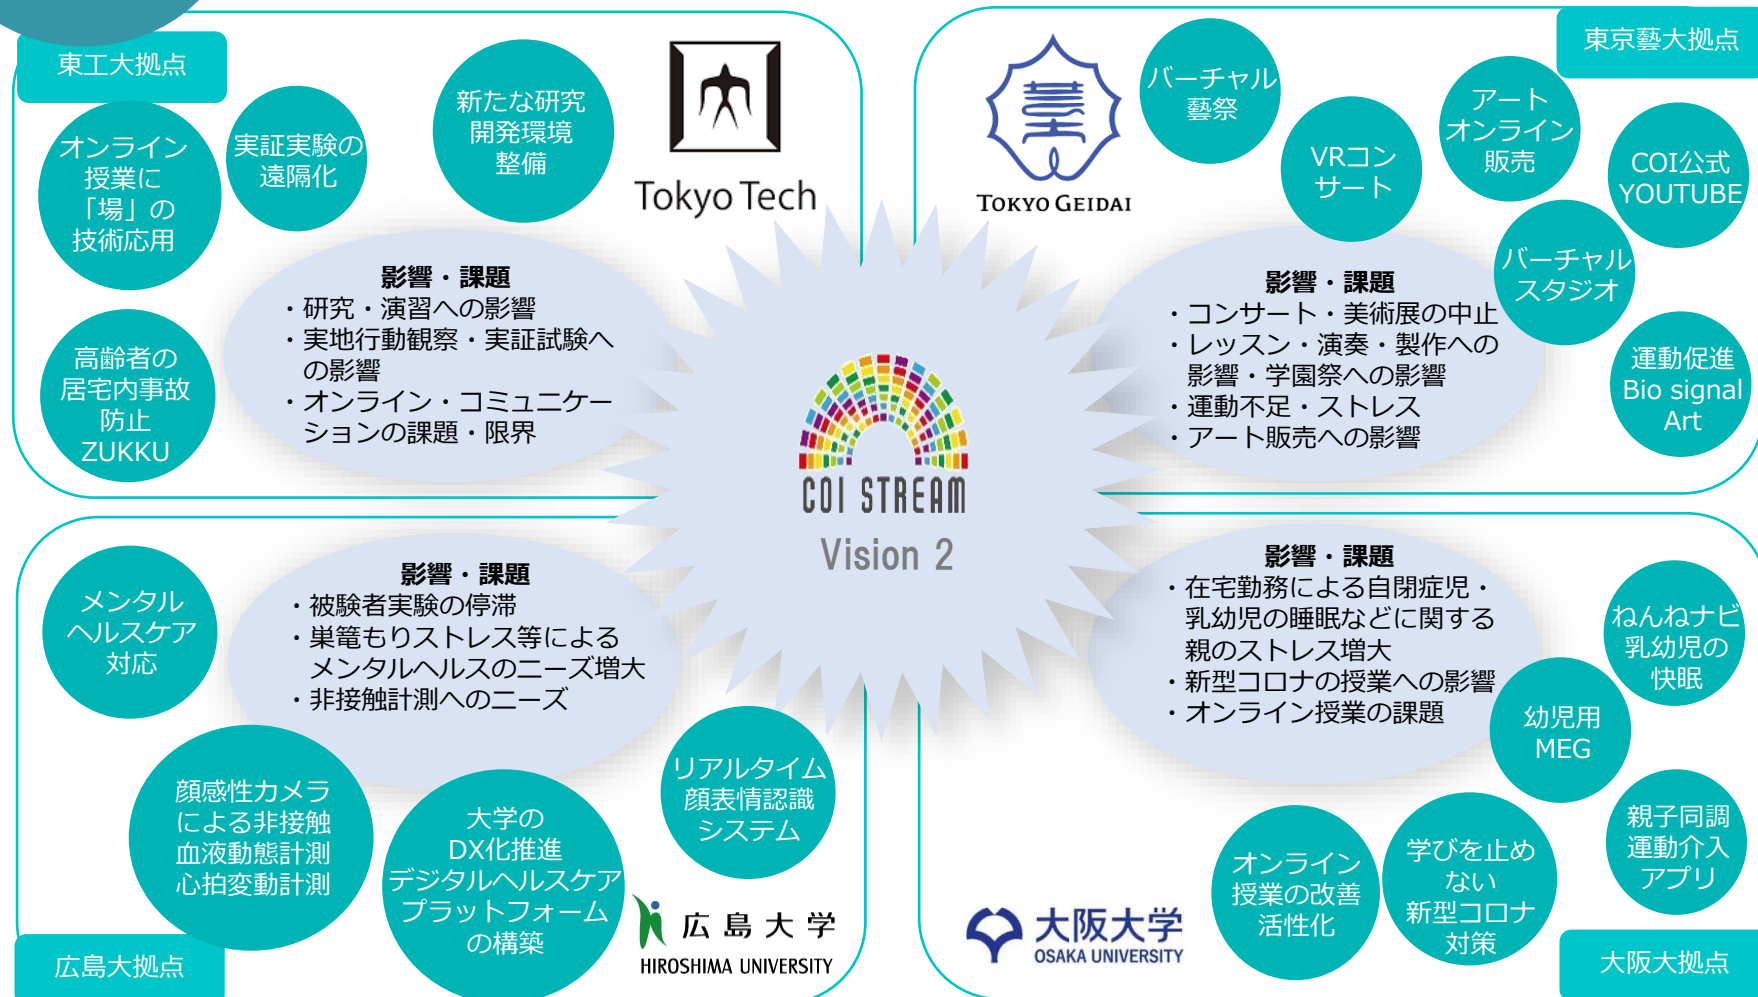 東工大拠点
オンライン
授業に
「場」の
技術応用
実証実験の
遠隔化
新たな研究
開発環境
整備
Tokyo Tech
高齢者の
居宅内事故
防止
ZUKKU
影響・課題
・研究・演習への影響
・実地行動観察・実証試験へ
の影響
・オンライン・コミュニケー
ションの課題・限界
東京藝大拠点
TOKYO GEIDAI
バーチャル
藝祭
VRコン
サート
アート
オンライン
販売
COI公式
YOUTUBE
バーチャル
スタジオ
運動促進
Bio signal
Art
影響・課題
・コンサート・美術展の中止
・レッスン・演奏・製作への
影響・学園祭への影響
・運動不足・ストレス
・アート販売への影響
COI STREAM
Vision 2
メンタル
ヘルスケア
対応
影響・課題
・被験者実験の停滞
・巣篭もりストレス等による
メンタルヘルスのニーズ増大
・非接触計測へのニーズ
顔感性カメラ
による非接触
血液動態計測
心拍変動計測
大学の
DX化推進
デジタルヘルスケア
プラットフォーム
の構築
リアルタイム
顔表情認識
システム
広島大学
HIROSHIMA UNIVERSITY
広島大拠点
影響・課題
・在宅勤務による自閉症児・
乳幼児の睡眠などに関する
親のストレス増大
・新型コロナの授業への影響
・オンライン授業の課題
ねんねナビ
乳幼児の
快眠
幼児用
MEG
親子同調
運動介入
アプリ
学びを止め
ない
新型コロナ
対策
オンライン
授業の改善
活性化
大阪大学
OSAKA UNIVERSITY
大阪大拠点